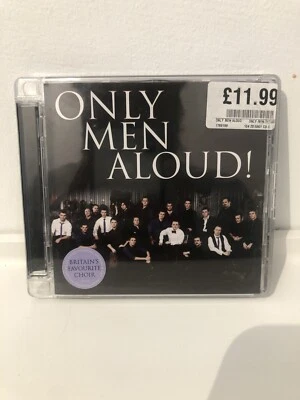 ONLY
MEN
ALOUD!
£11.99
BRITAIN'S
FAVOURITE
CHOIR